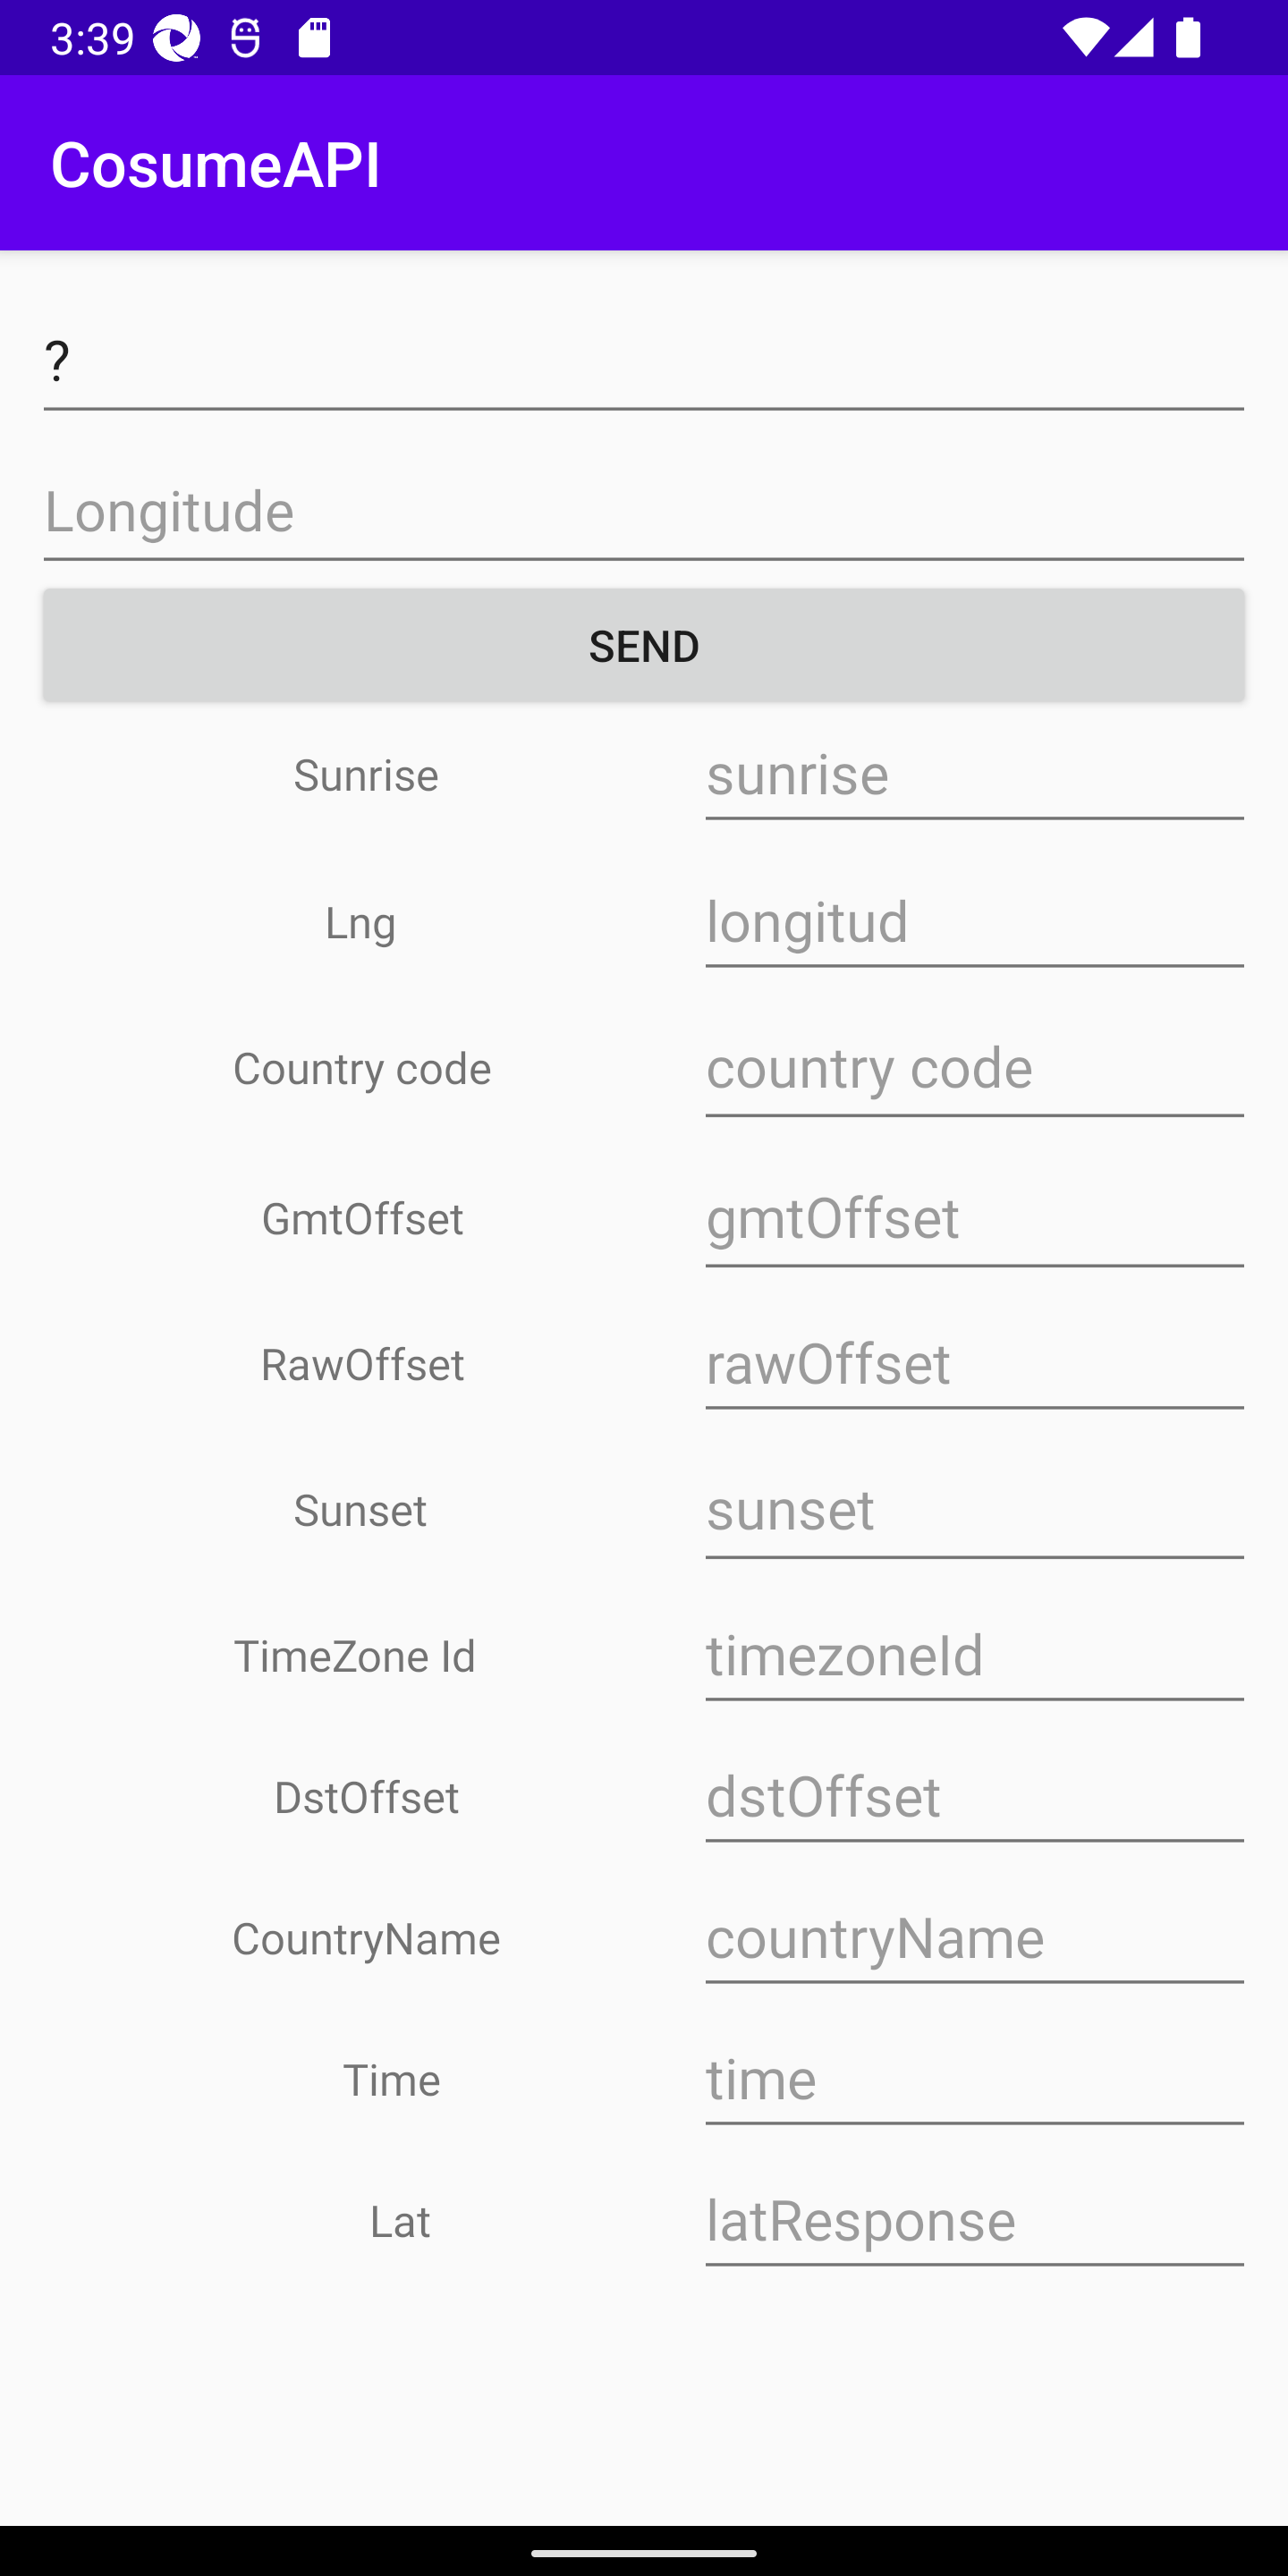 3:39
CosumeAPI
?
Longitude
SEND
Sunrise sunrise
Lng longitud
Country code country code
GmtOffset gmtOffset
RawOffset rawOffset
Sunset sunset
TimeZone Id timezoneId
DstOffset dstOffset
CountryName countryName
Time time
Lat latResponse